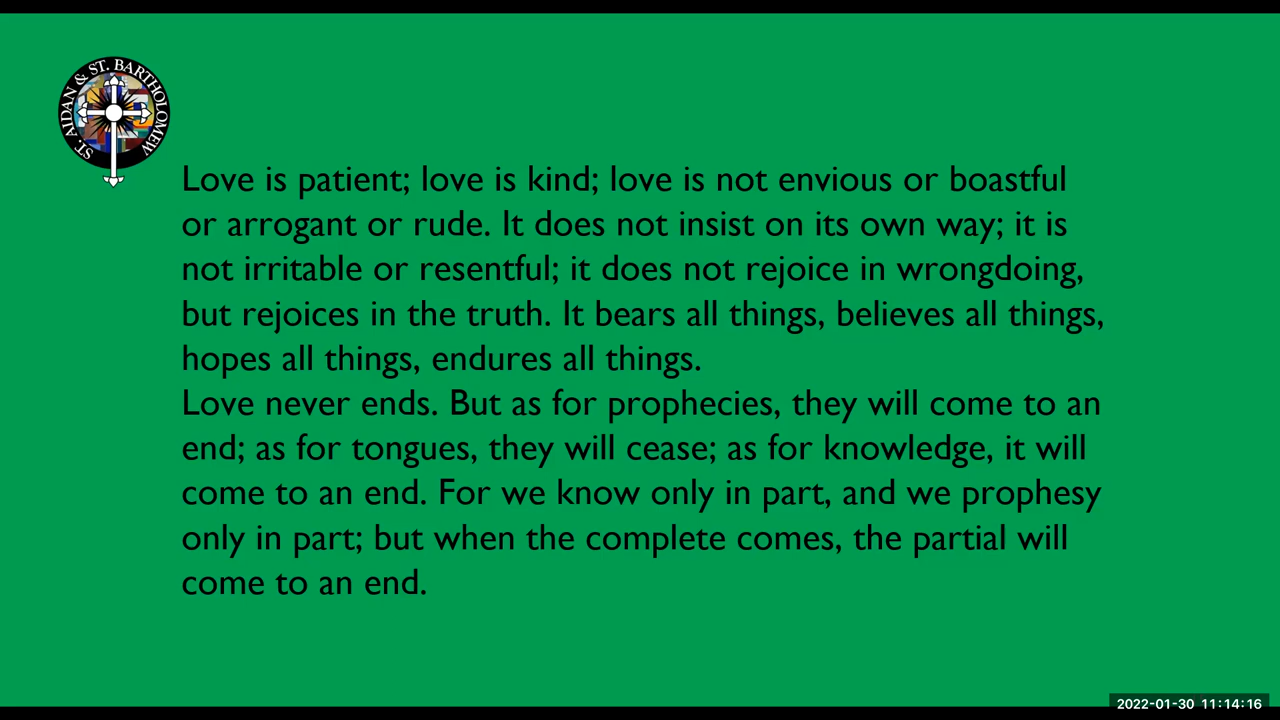 ST. AIDAN & ST. BARTHOLOMEW
Love is patient; love is kind; love is not envious or boastful
or arrogant or rude. It does not insist on its own way; it is
not irritable or resentful; it does not rejoice in wrongdoing,
but rejoices in the truth. It bears all things, believes all things,
hopes all things, endures all things.
Love never ends. But as for prophecies, they will come to an
end; as for tongues, they will cease; as for knowledge, it will
come to an end. For we know only in part, and we prophesy
only in part; but when the complete comes, the partial will
come to an end.
2022-01-30 11:14:16